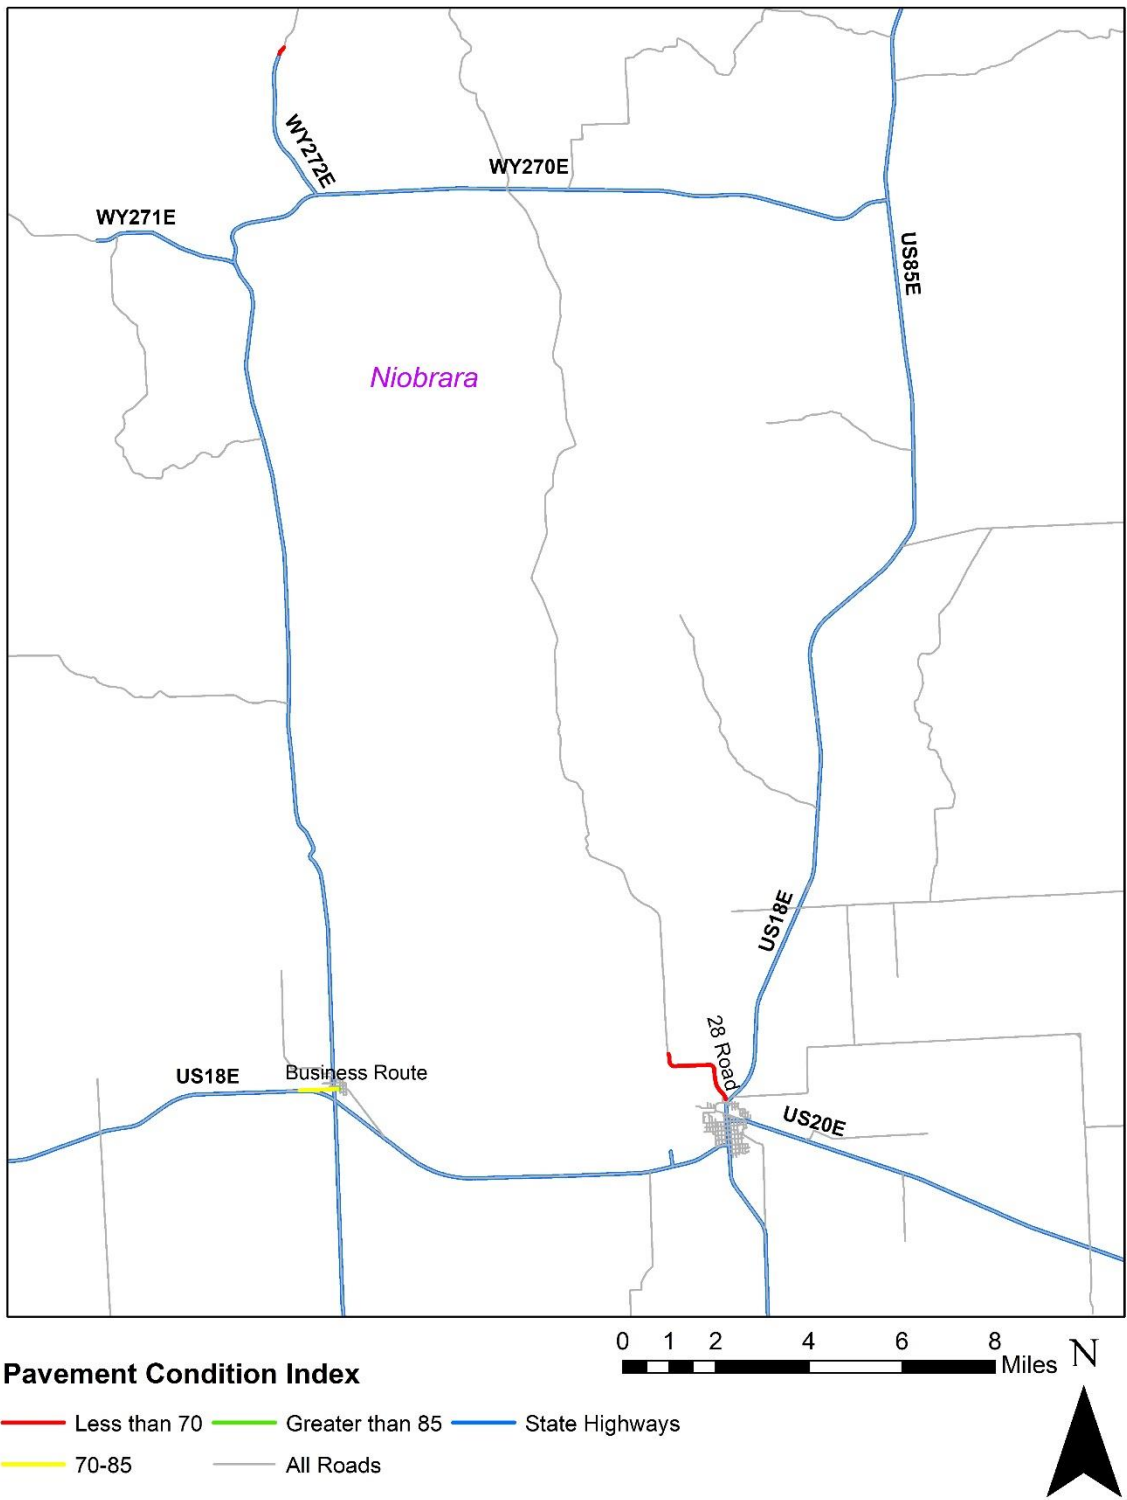 WY272E
WY270E
WY271E
US85E
Niobrara
US18E
28 Road
US18E
Business Route
US20E
0 1 2 4 6 8
Miles
N
Pavement Condition Index
Less than 70
Greater than 85
State Highways
70-85
All Roads